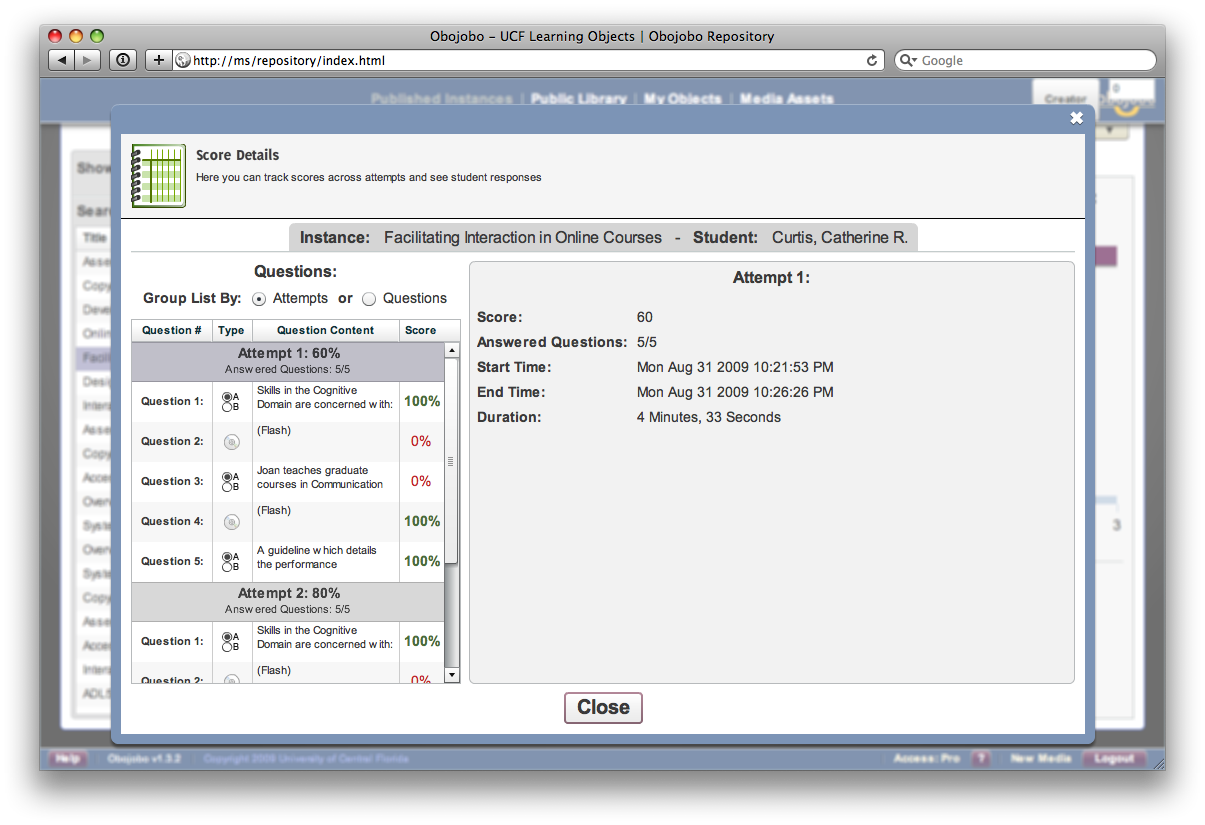 Obojobo – UCF Learning Objects | Obojobo Repository
http://ms/repository/index.html
Google
Published Instances | Public Library | My Objects | Media Assets
Creator
0
Score Details
Here you can track scores across attempts and see student responses
Show
Sear
Title
Instance: Facilitating Interaction in Online Courses - Student: Curtis, Catherine R.
Questions:
Group List By: Attempts or Questions
Question # Type Question Content Score
Attempt 1: 60%
Answered Questions: 5/5
Question 1: A B Skills in the Cognitive Domain are concerned with: 100%
Question 2: (Flash) 0%
Question 3: A B Joan teaches graduate courses in Communication 0%
Question 4: (Flash) 100%
Question 5: A B A guideline which details the performance 100%
Attempt 2: 80%
Answered Questions: 5/5
Question 1: A B Skills in the Cognitive Domain are concerned with: 100%
Question 2: (Flash) 0%
Attempt 1:
Score: 60
Answered Questions: 5/5
Start Time: Mon Aug 31 2009 10:21:53 PM
End Time: Mon Aug 31 2009 10:26:26 PM
Duration: 4 Minutes, 33 Seconds
3
Close
Help Obojobo v1.3.2 Copyright 2009 University of Central Florida Access: Pro ? New Media Logout